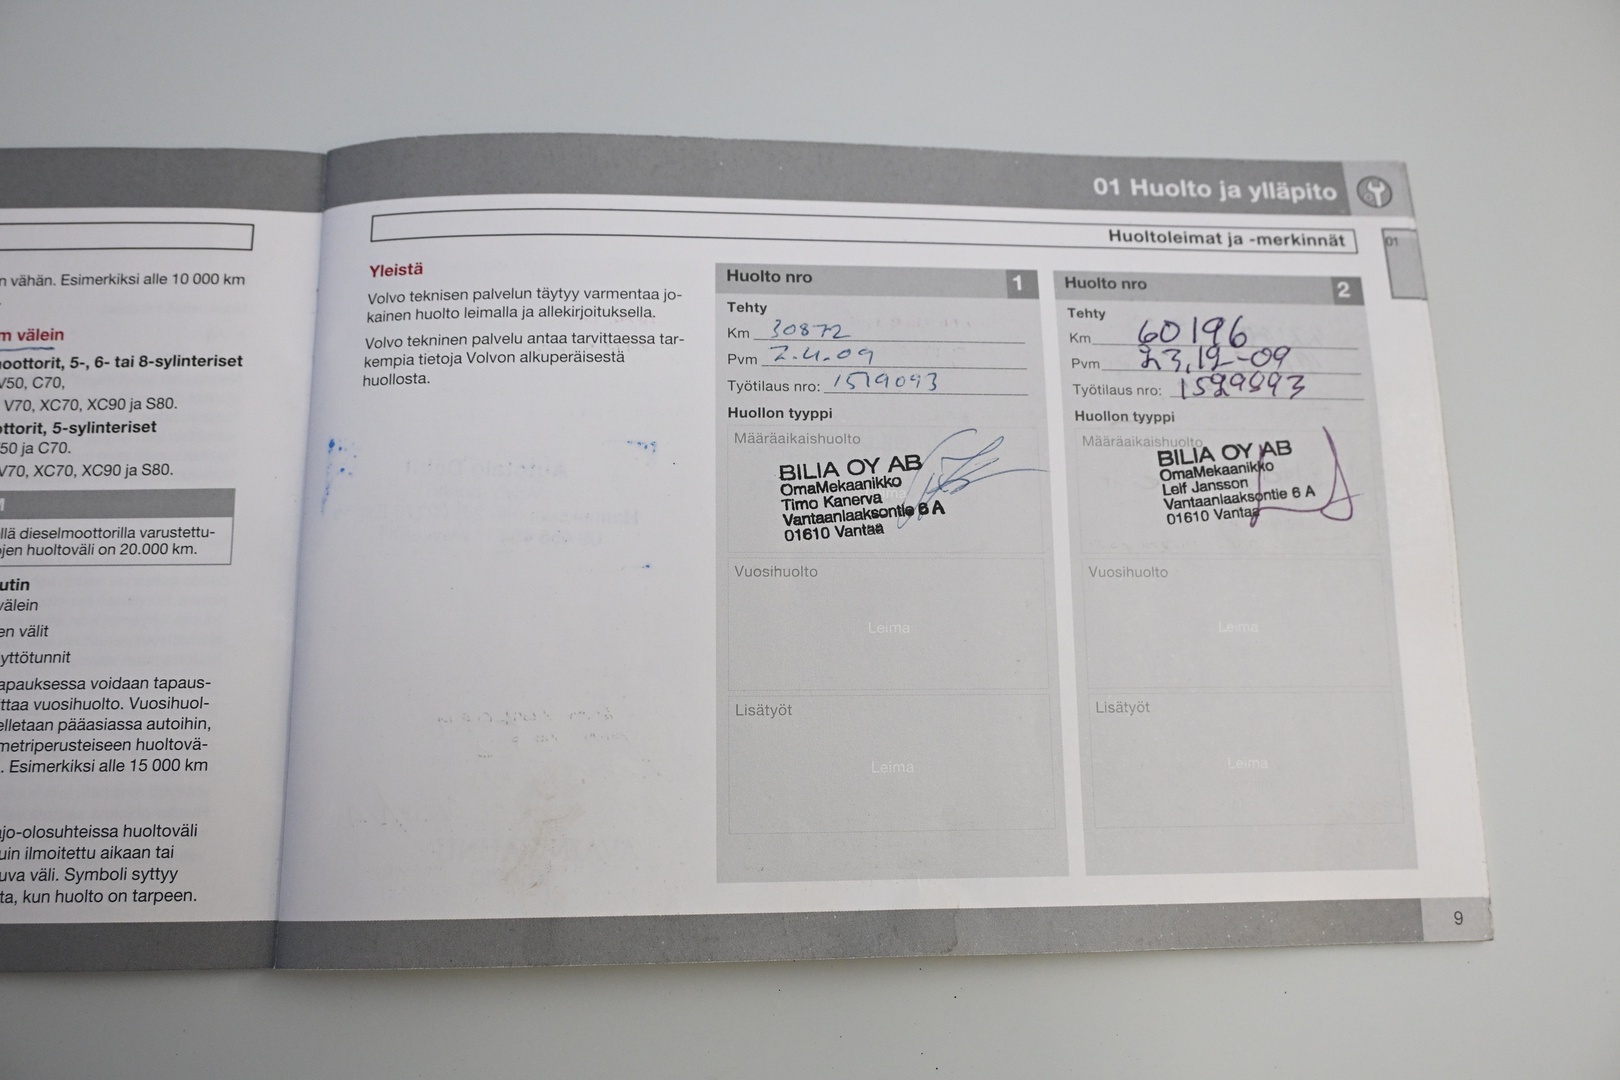 n vähän. Esimerkiksi alle 10 000 km
m välein
oottorit, 5-, 6- tai 8-sylinteriset
V50, C70,
V70, XC70, XC90 ja S80.
ttorit, 5-sylinteriset
50 ja C70.
V70, XC70, XC90 ja S80.
llä dieselmoottorilla varustettu-
jen huoltoväli on 20.000 km.
utin
välein
en välit
yttötunnit
apauksessa voidaan tapaus-
ttaa vuosihuolto. Vuosihuol-
elletaan pääasiassa autoihin,
metriperusteiseen huoltovä-
. Esimerkiksi alle 15 000 km
ajo-olosuhteissa huoltoväli
uin ilmoitettu aikaan tai
uva väli. Symboli syttyy
ta, kun huolto on tarpeen.
01 Huolto ja ylläpito
Huoltoleimat ja -merkinnät
01
Yleistä
Volvo teknisen palvelun täytyy varmentaa jo-
kainen huolto leimalla ja allekirjoituksella.
Volvo tekninen palvelu antaa tarvittaessa tar-
kempia tietoja Volvon alkuperäisestä
huollosta.
Huolto nro 1
Tehty
Km 30872
Pvm 2.4.09
Työtilaus nro: 1519093
Huollon tyyppi
Määräaikaishuolto
BILIA OY AB
OmaMekaanikko
Timo Kanerva
Vantaanlaaksontie 6 A
01610 Vantaa
Vuosihuolto
Leima
Lisätyöt
Leima
Huolto nro 2
Tehty
Km 60196
Pvm 23,12-09
Työtilaus nro: 1529993
Huollon tyyppi
Määräaikaishuolto
BILIA OY AB
OmaMekaanikko
Leif Jansson
Vantaanlaaksontie 6 A
01610 Vantaa
Vuosihuolto
Leima
Lisätyöt
Leima
9